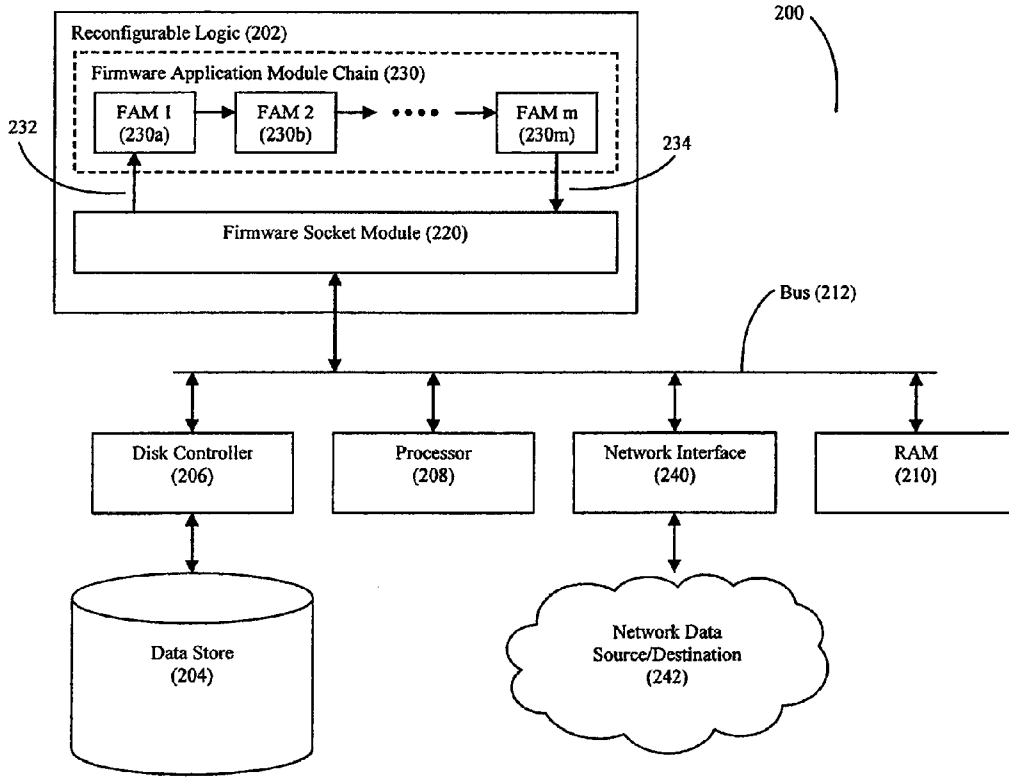 200
Reconfigurable Logic (202)
Firmware Application Module Chain (230)
FAM 1
(230a)
FAM 2
(230b)
FAM m
(230m)
232
234
Firmware Socket Module (220)
Bus (212)
Disk Controller
(206)
Processor
(208)
Network Interface
(240)
RAM
(210)
Data Store
(204)
Network Data
Source/Destination
(242)